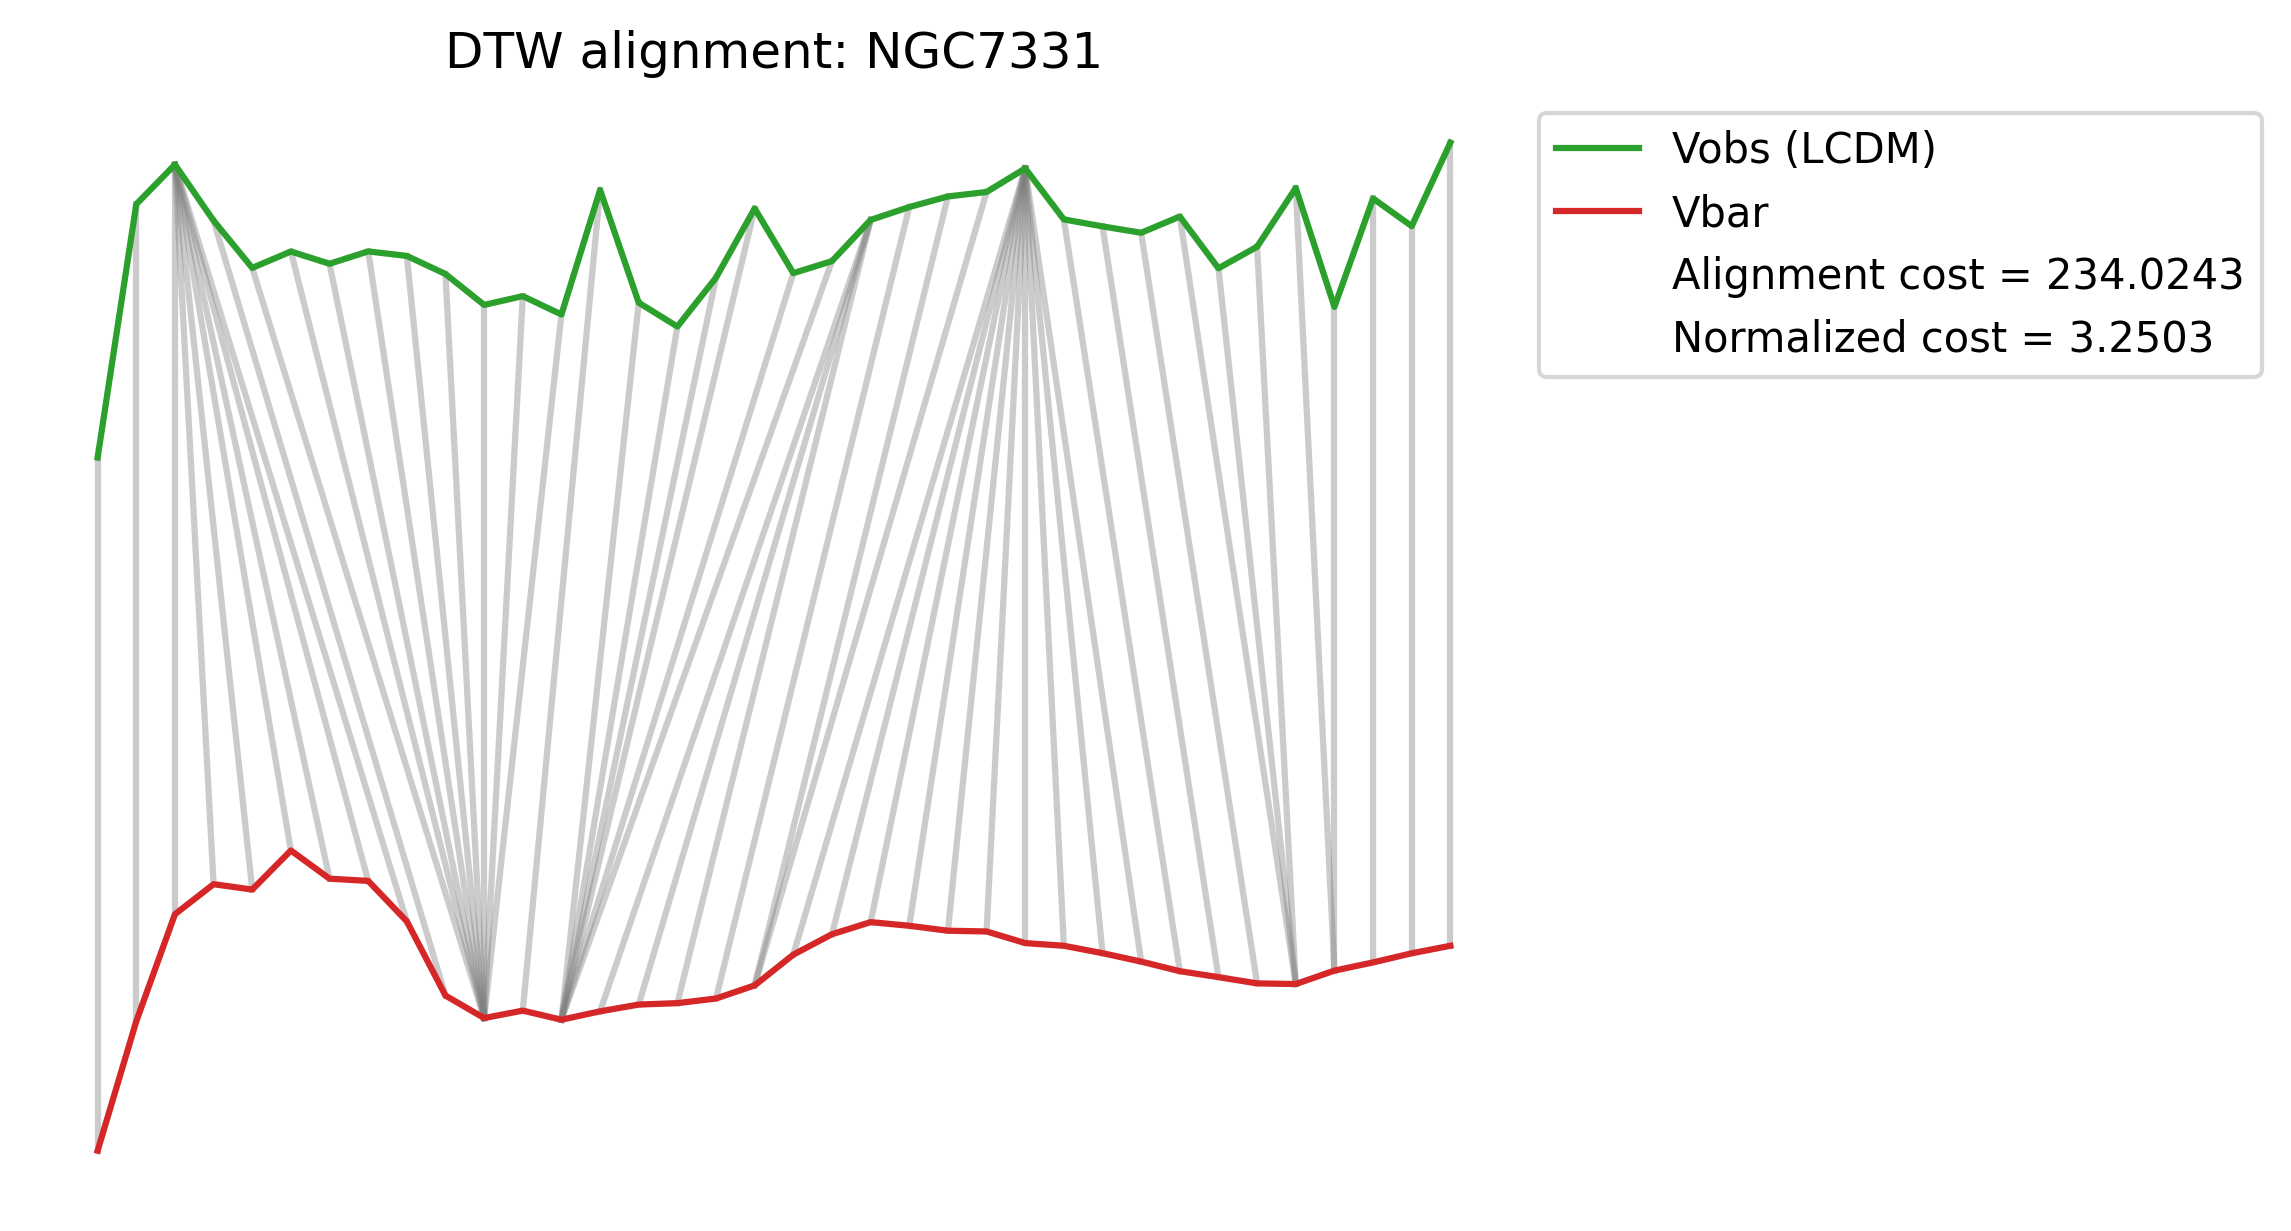 DTW alignment: NGC7331
Vobs (LCDM)
Vbar
Alignment cost = 234.0243
Normalized cost = 3.2503